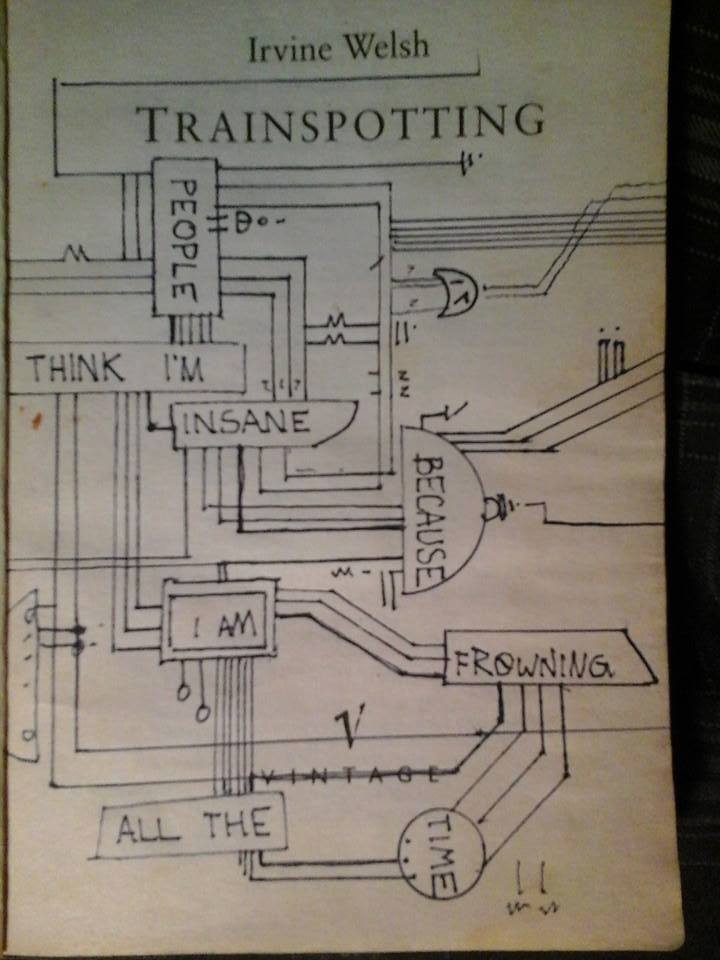 Irvine Welsh
TRAINSPOTTING
PEOPLE
THINK I'M
INSANE
BECAUSE
I AM
FROWNING
V
VINTAGE
ALL THE
TIME